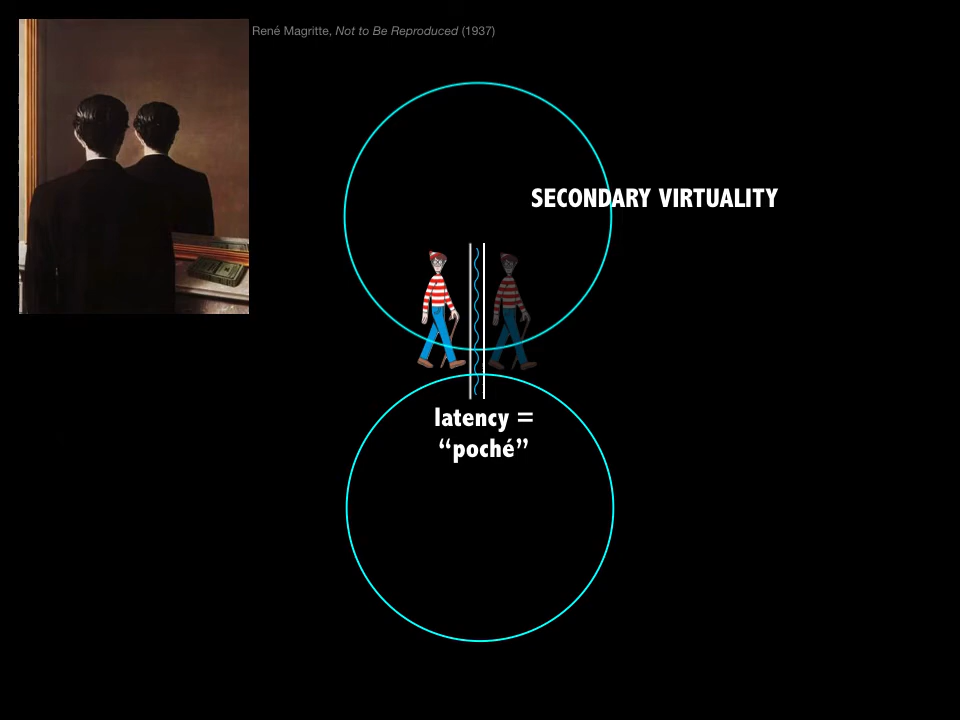 René Magritte, Not to Be Reproduced (1937)
SECONDARY VIRTUALITY
latency =
“poché”